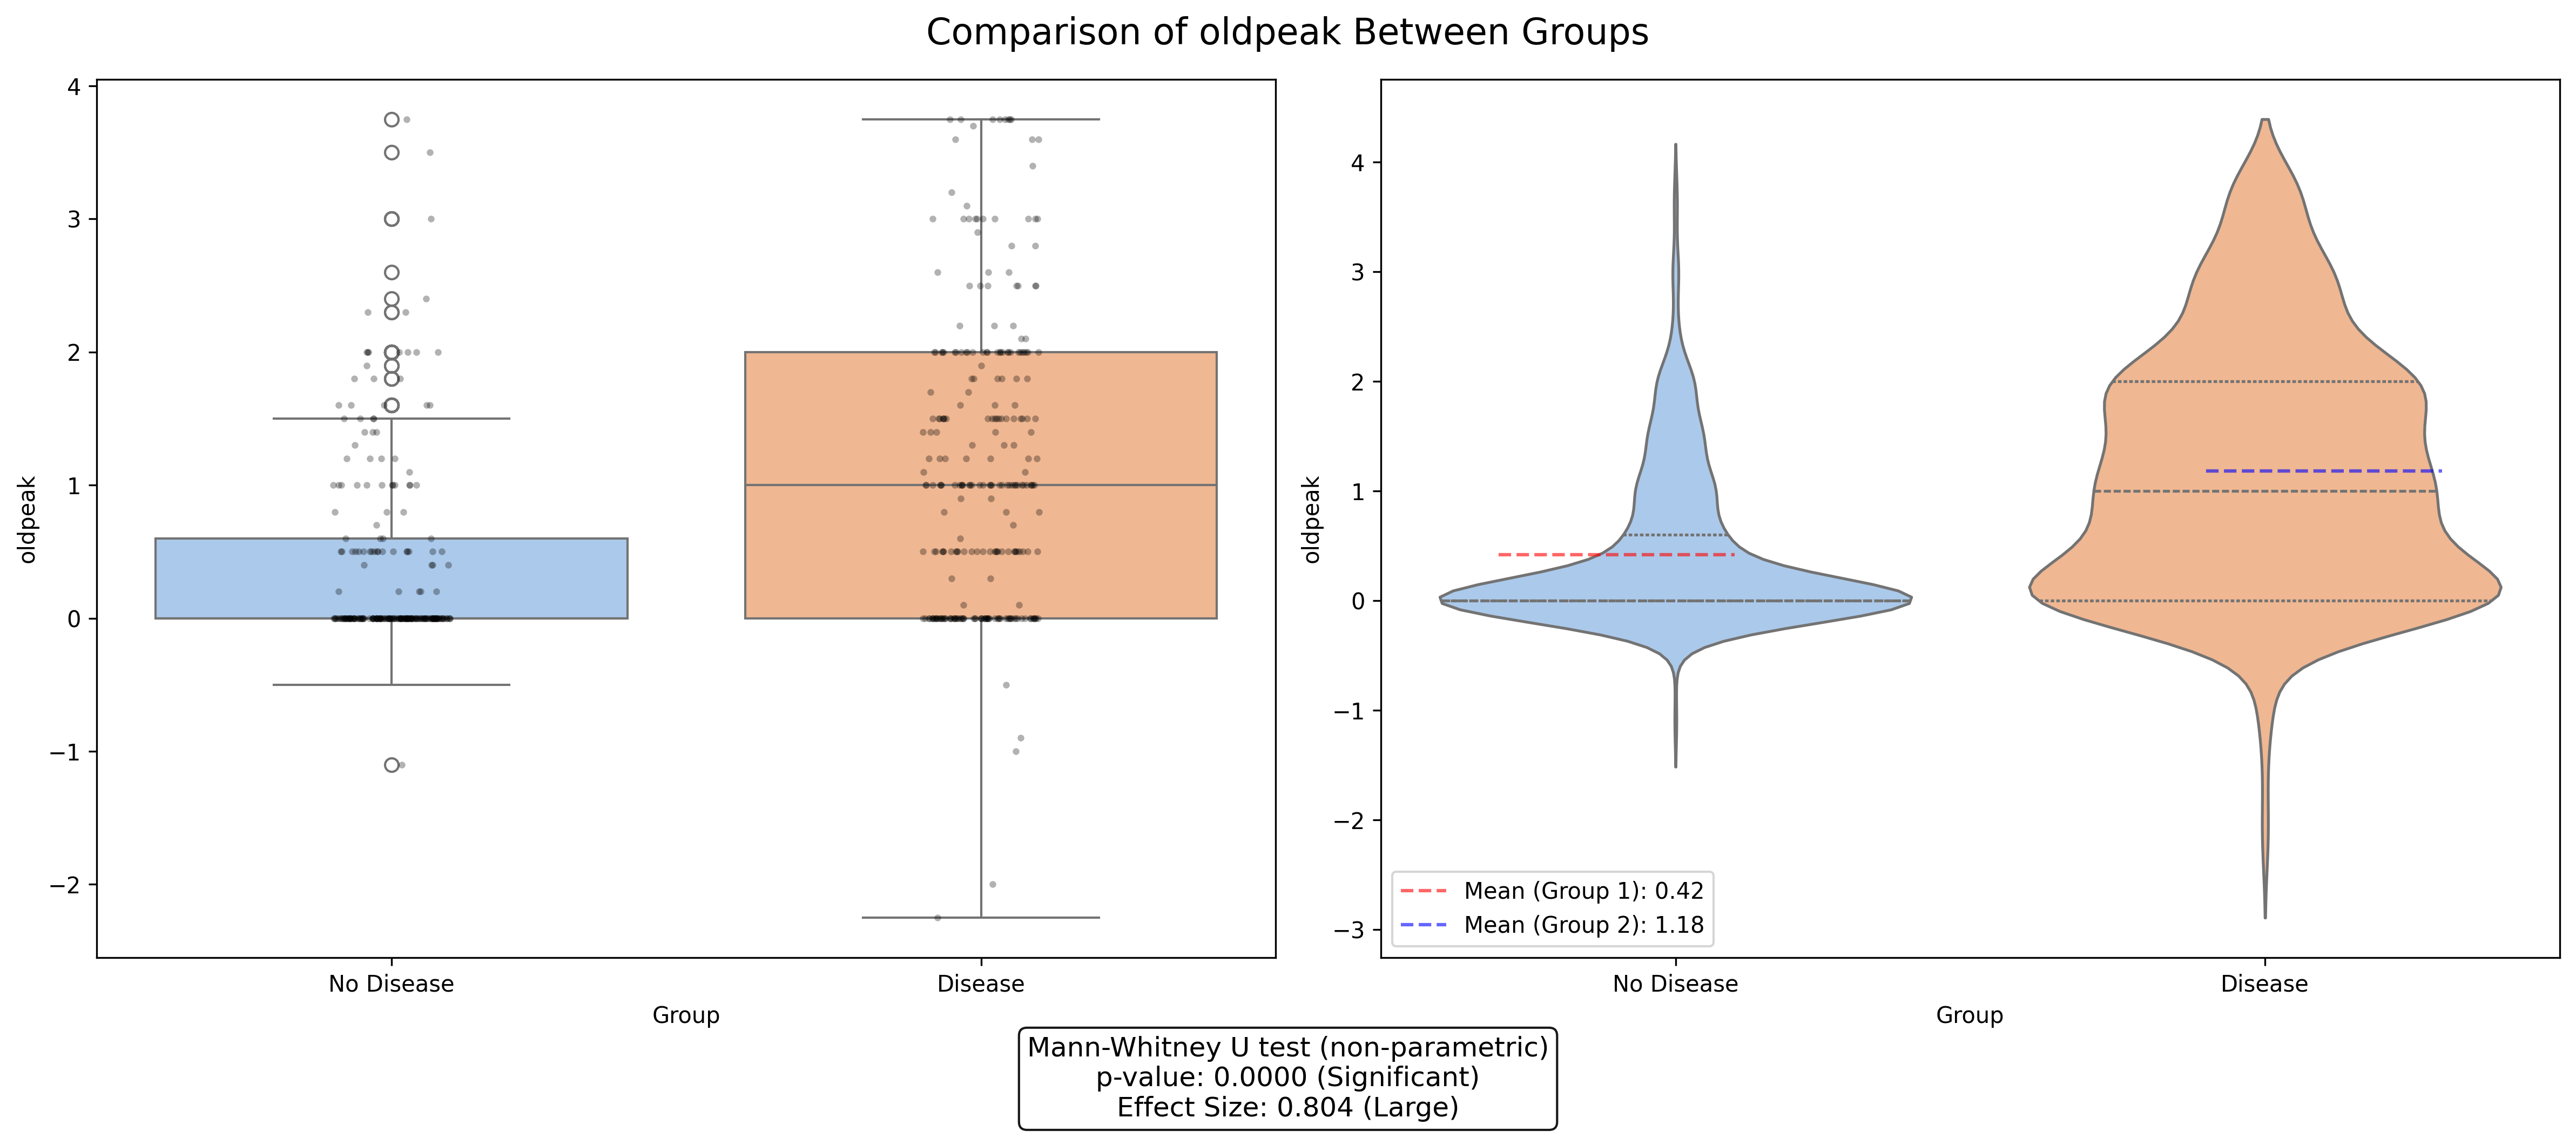 Comparison of oldpeak Between Groups
4
3
2
1
0
−1
−2
oldpeak
No Disease
Disease
Group
4
3
2
1
0
−1
−2
−3
oldpeak
Mean (Group 1): 0.42
Mean (Group 2): 1.18
No Disease
Disease
Group
Mann-Whitney U test (non-parametric)
p-value: 0.0000 (Significant)
Effect Size: 0.804 (Large)